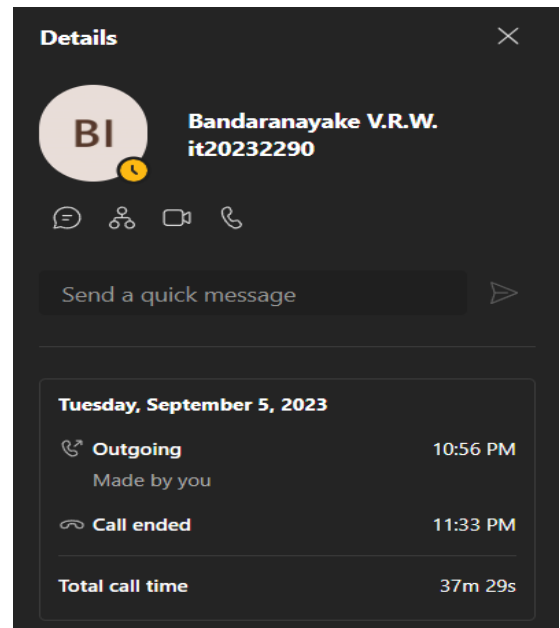 Details
BI
Bandaranayake V.R.W.
it20232290
Send a quick message
Tuesday, September 5, 2023
Outgoing 10:56 PM
Made by you
Call ended 11:33 PM
Total call time 37m 29s